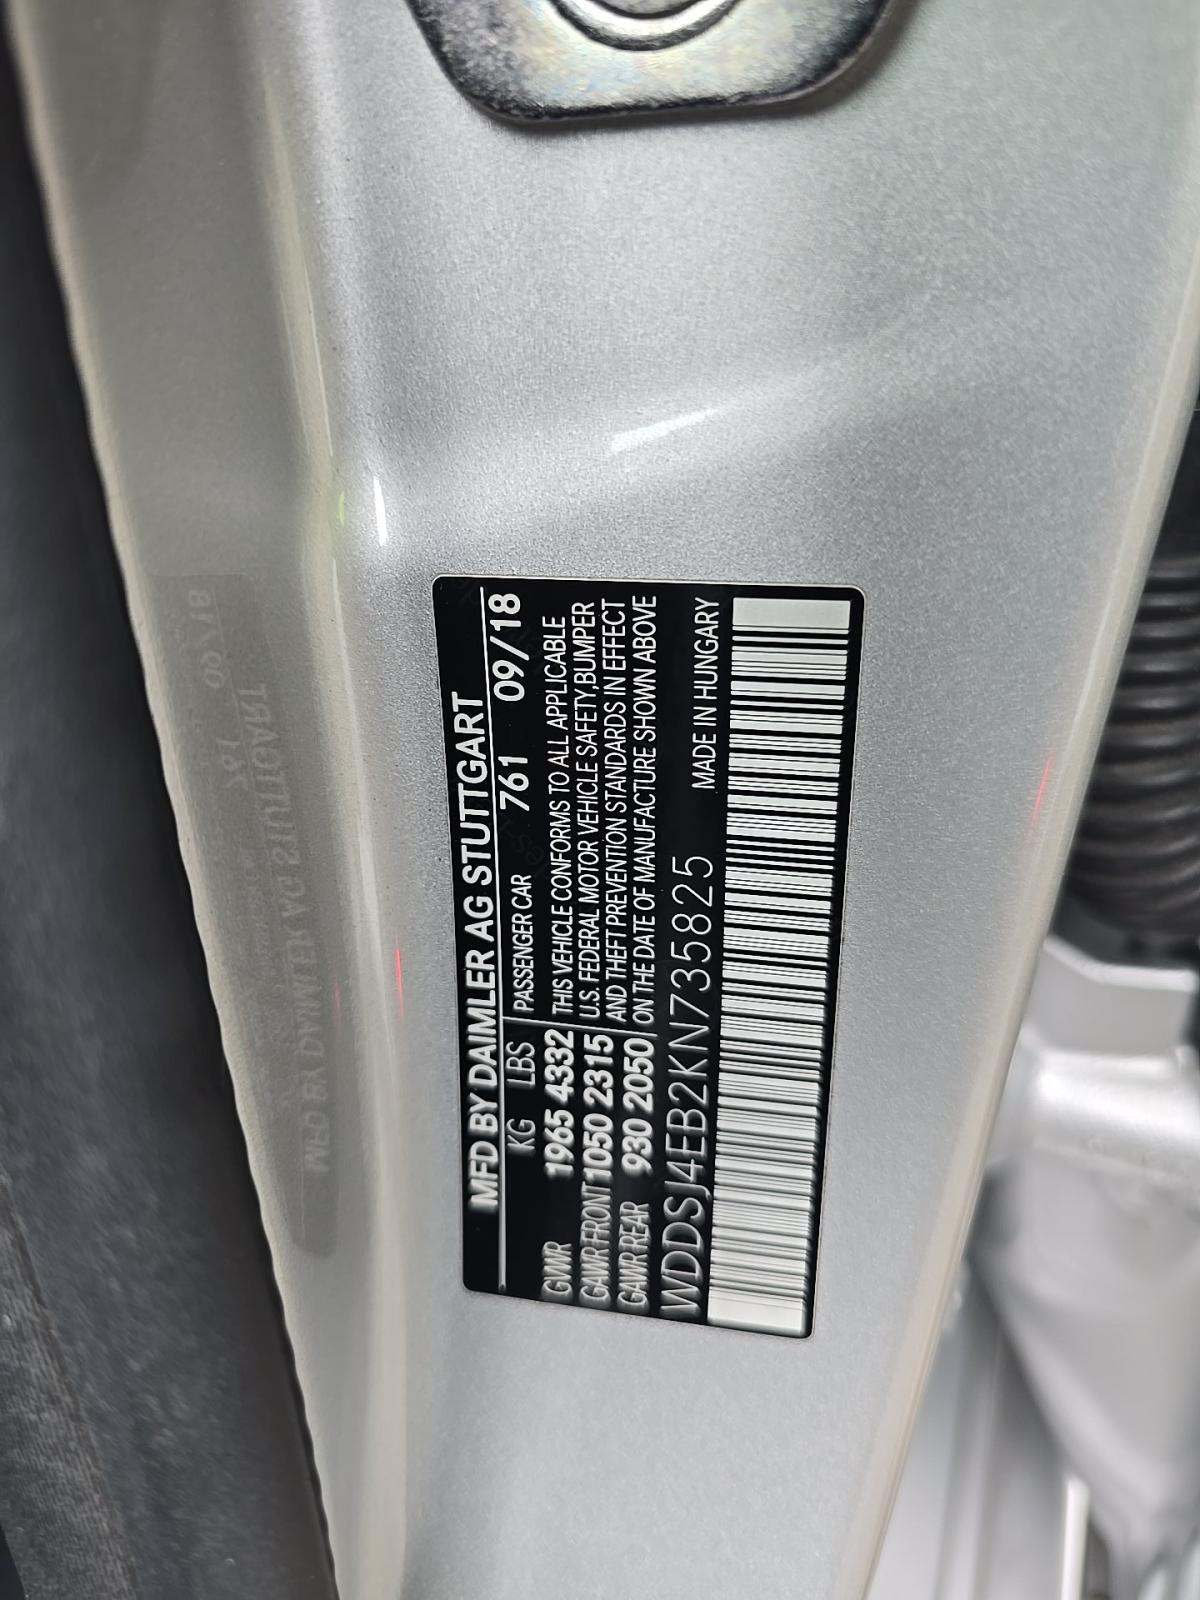 MFD BY DAIMLER AG STUTTGART
KG LBS PASSENGER CAR 761 09/18
GVWR 1965 4332 THIS VEHICLE CONFORMS TO ALL APPLICABLE
GAWR FRONT 1050 2315 U.S. FEDERAL MOTOR VEHICLE SAFETY,BUMPER
GAWR REAR 930 2050 AND THEFT PREVENTION STANDARDS IN EFFECT
ON THE DATE OF MANUFACTURE SHOWN ABOVE
WDDSJ4EB2KN735825 MADE IN HUNGARY